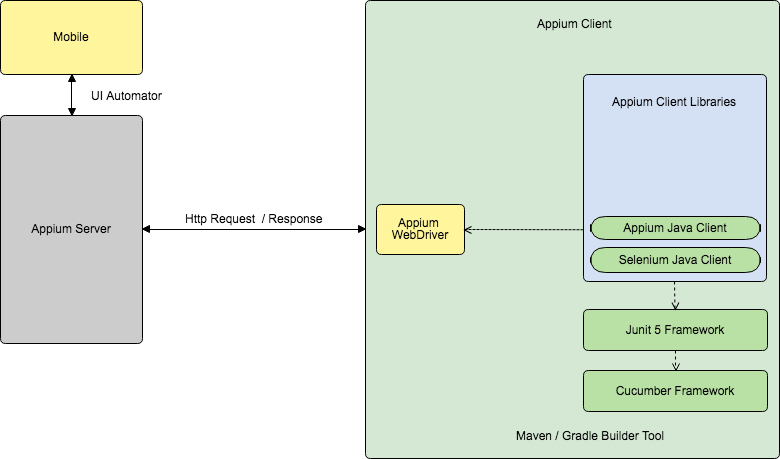 Mobile
UI Automator
Appium Server
Http Request / Response
Appium Client
Appium Client Libraries
Appium
WebDriver
Appium Java Client
Selenium Java Client
Junit 5 Framework
Cucumber Framework
Maven / Gradle Builder Tool